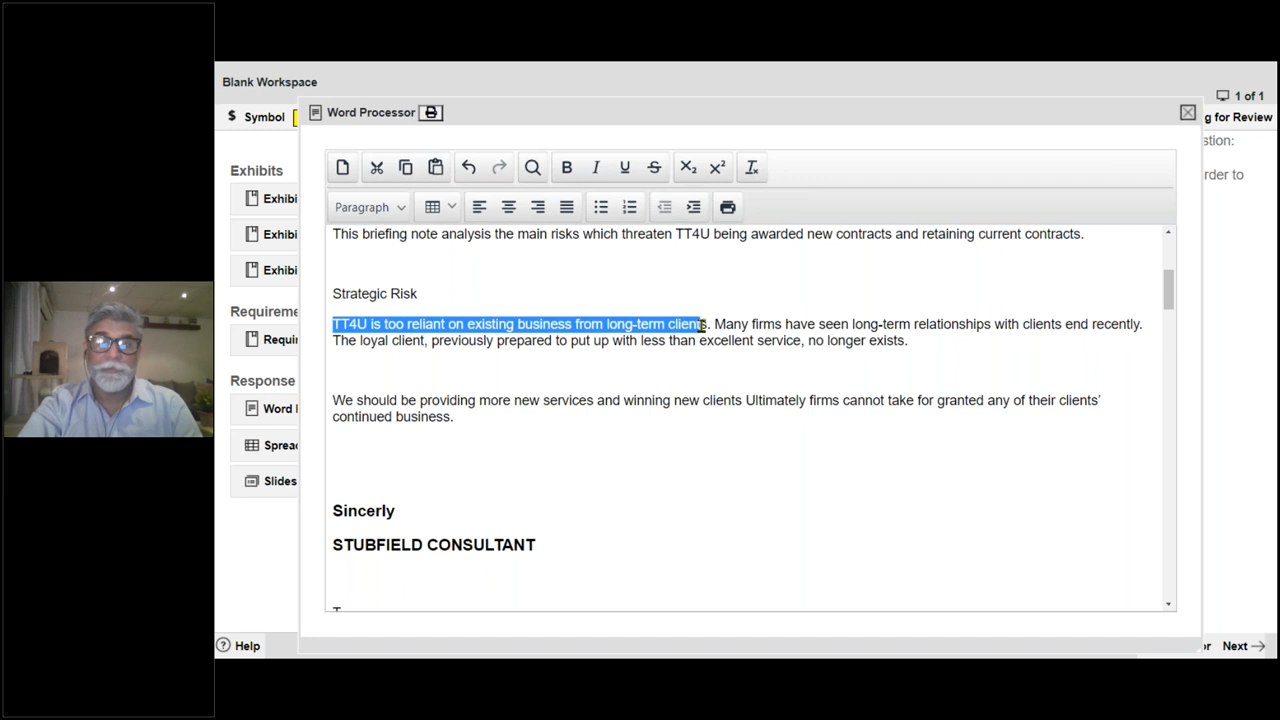 Blank Workspace
1 of 1
$ Symbol
Word Processor
g for Review
stion:
rder to
Exhibits
Exhibi
Exhibi
Exhibi
Requireme
Requir
Response
Word
Sprea
Slides
Paragraph
B I U S X₂ X²
This briefing note analysis the main risks which threaten TT4U being awarded new contracts and retaining current contracts.
Strategic Risk
TT4U is too reliant on existing business from long-term clients. Many firms have seen long-term relationships with clients end recently.
The loyal client, previously prepared to put up with less than excellent service, no longer exists.
We should be providing more new services and winning new clients Ultimately firms cannot take for granted any of their clients'
continued business.
Sincerly
STUBFIELD CONSULTANT
Help
or Next